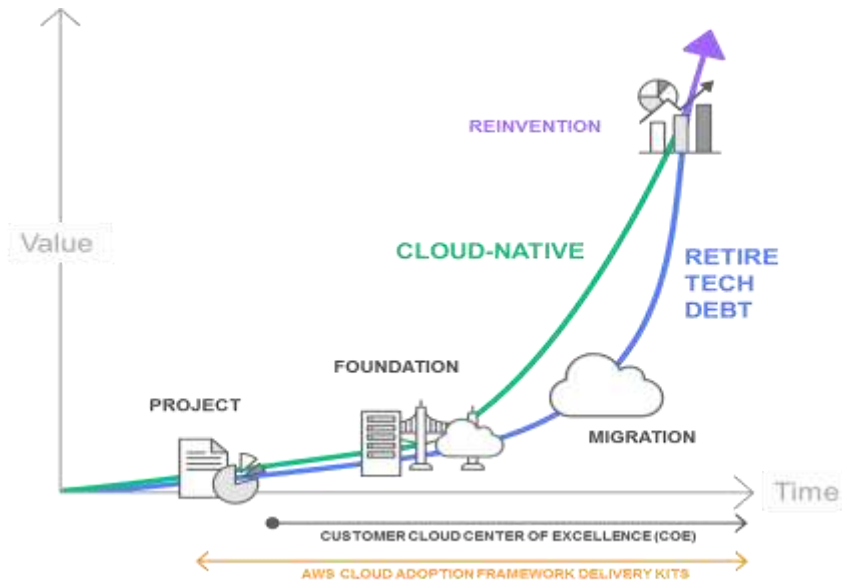 REINVENTION
Value
CLOUD-NATIVE
RETIRE
TECH
DEBT
FOUNDATION
PROJECT
MIGRATION
Time
CUSTOMER CLOUD CENTER OF EXCELLENCE (COE)
AWS CLOUD ADOPTION FRAMEWORK DELIVERY KITS